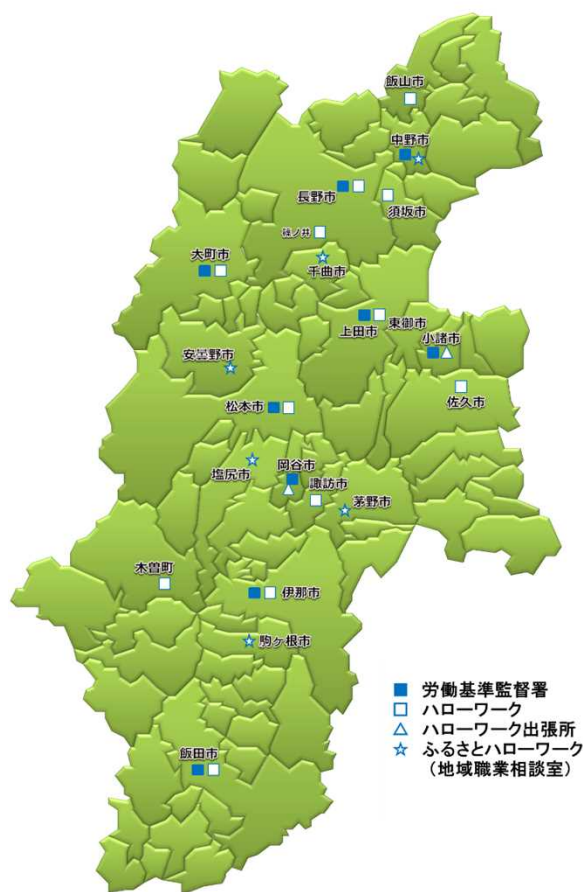 飯山市
中野市
長野市
須坂市
篠ノ井
大町市
千曲市
上田市
東御市
小諸市
安曇野市
佐久市
松本市
塩尻市
岡谷市
諏訪市
茅野市
木曽町
伊那市
駒ヶ根市
飯田市
労働基準監督署
ハローワーク
ハローワーク出張所
ふるさとハローワーク
（地域職業相談室）